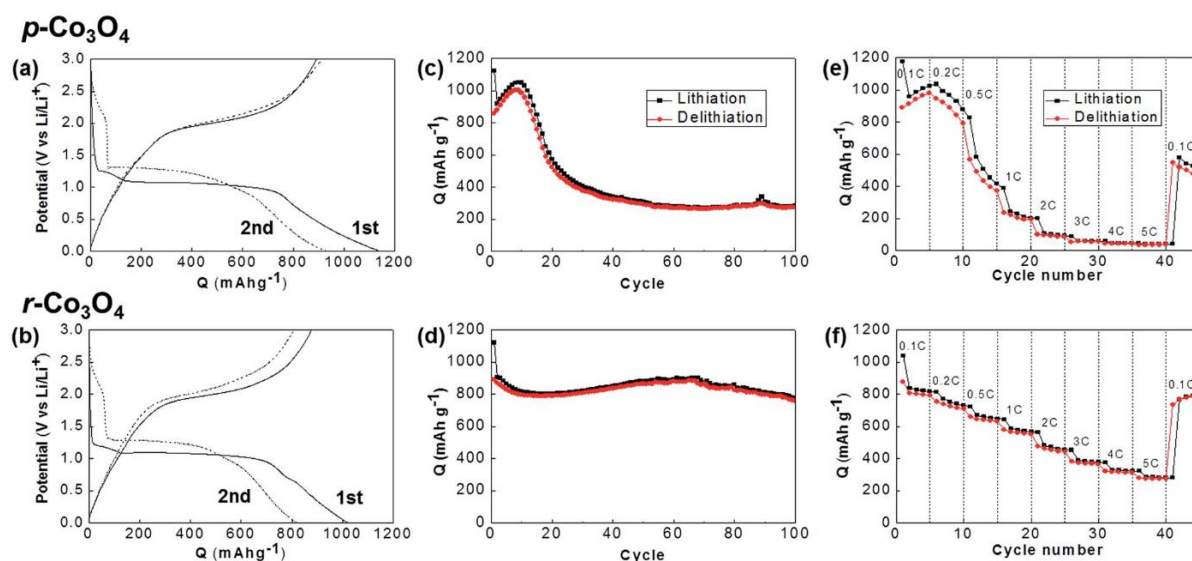 p-Co₃O₄
(a)
Potential (V vs Li/Li⁺)
3.0
2.5
2.0
1.5
1.0
0.5
0.0
2nd
1st
0 200 400 600 800 1000 1200
Q (mAhg⁻¹)
(c)
Q (mAh g⁻¹)
1200
1000
800
600
400
200
0
Lithiation
Delithiation
0 20 40 60 80 100
Cycle
(e)
Q (mAh g⁻¹)
1200
1000
800
600
400
200
0
0.1C
0.2C
0.5C
1C
2C
3C
4C
5C
0.1C
Lithiation
Delithiation
0 10 20 30 40
Cycle number
r-Co₃O₄
(b)
Potential (V vs Li/Li⁺)
3.0
2.5
2.0
1.5
1.0
0.5
0.0
2nd
1st
0 200 400 600 800 1000 1200
Q (mAhg⁻¹)
(d)
Q (mAh g⁻¹)
1200
1000
800
600
400
200
0
0 20 40 60 80 100
Cycle
(f)
Q (mAh g⁻¹)
1200
1000
800
600
400
200
0
0.1C
0.2C
0.5C
1C
2C
3C
4C
5C
0.1C
0 10 20 30 40
Cycle number